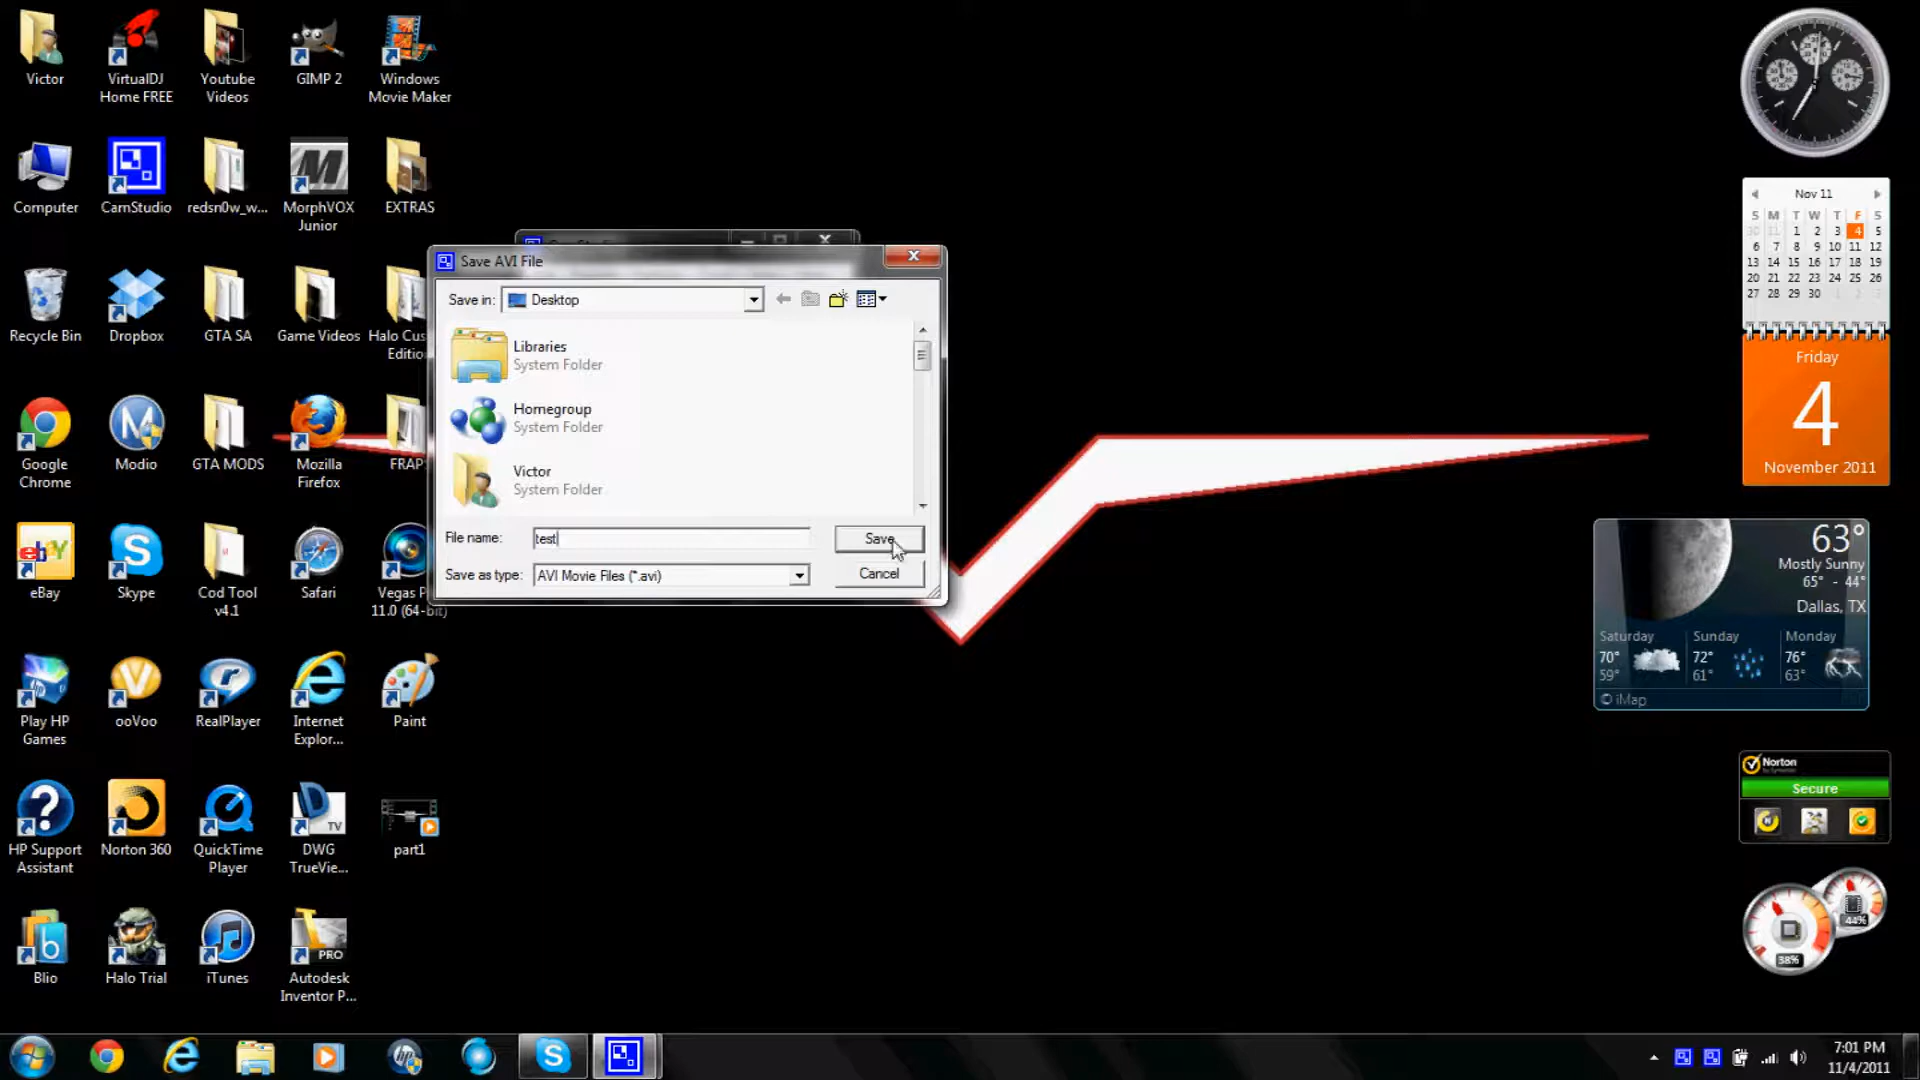 Victor
VirtualDJ
Home FREE
Youtube
Videos
GIMP 2
Windows
Movie Maker
Computer
CamStudio
redsn0w_w...
MorphVOX
Junior
EXTRAS
Recycle Bin
Dropbox
GTA SA
Game Videos
Halo Cus
Editio
Google
Chrome
Modio
GTA MODS
Mozilla
Firefox
FRAP
eBay
Skype
Cod Tool
v4.1
Safari
Vegas P
11.0 (64-bit)
Play HP
Games
ooVoo
RealPlayer
Internet
Explor...
Paint
HP Support
Assistant
Norton 360
QuickTime
Player
DWG
TrueVie...
part1
Blio
Halo Trial
iTunes
Autodesk
Inventor P...
TV
PRO
Save AVI File
Save in:
Desktop
Libraries
System Folder
Homegroup
System Folder
Victor
System Folder
File name:
test
Save
Save as type:
AVI Movie Files (*.avi)
Cancel
Nov 11
S M T W T F S
30 31 1 2 3 4 5
6 7 8 9 10 11 12
13 14 15 16 17 18 19
20 21 22 23 24 25 26
27 28 29 30 1 2 3
Friday
4
November 2011
63°
Mostly Sunny
65° - 44°
Dallas, TX
Saturday
70°
59°
Sunday
72°
61°
Monday
76°
63°
© iMap
Norton
Secure
44%
38%
7:01 PM
11/4/2011